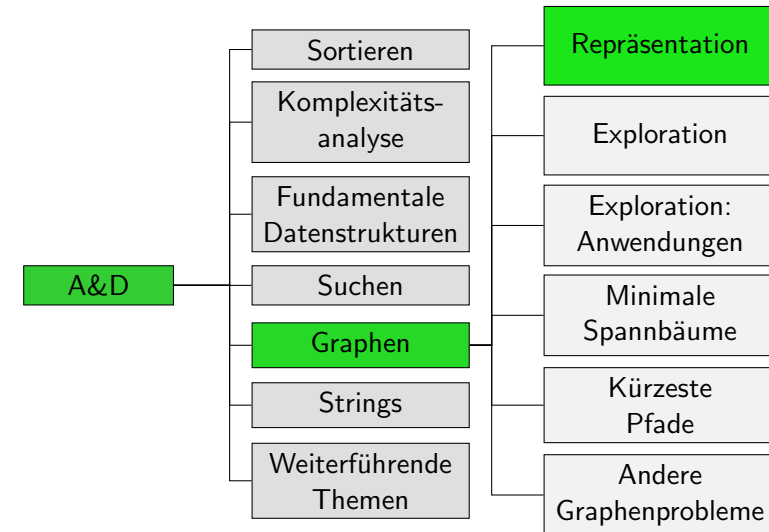 A&D
Sortieren
Komplexitäts-
analyse
Fundamentale
Datenstrukturen
Suchen
Graphen
Strings
Weiterführende
Themen
Repräsentation
Exploration
Exploration:
Anwendungen
Minimale
Spannbäume
Kürzeste
Pfade
Andere
Graphenprobleme